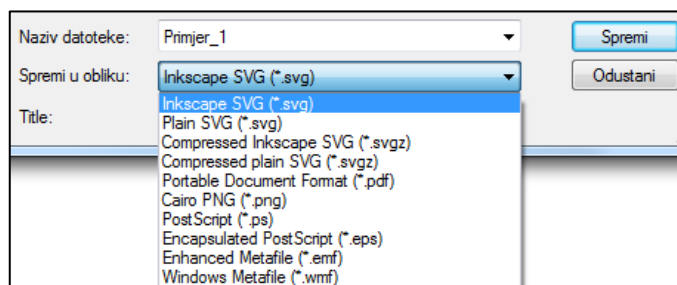 Naziv datoteke: Primjer_1 Spremi
Spremi u obliku: Inkscape SVG (*.svg) Odustani
Inkscape SVG (*.svg)
Title:
Plain SVG (*.svg)
Compressed Inkscape SVG (*.svgz)
Compressed plain SVG (*.svgz)
Portable Document Format (*.pdf)
Cairo PNG (*.png)
PostScript (*.ps)
Encapsulated PostScript (*.eps)
Enhanced Metafile (*.emf)
Windows Metafile (*.wmf)